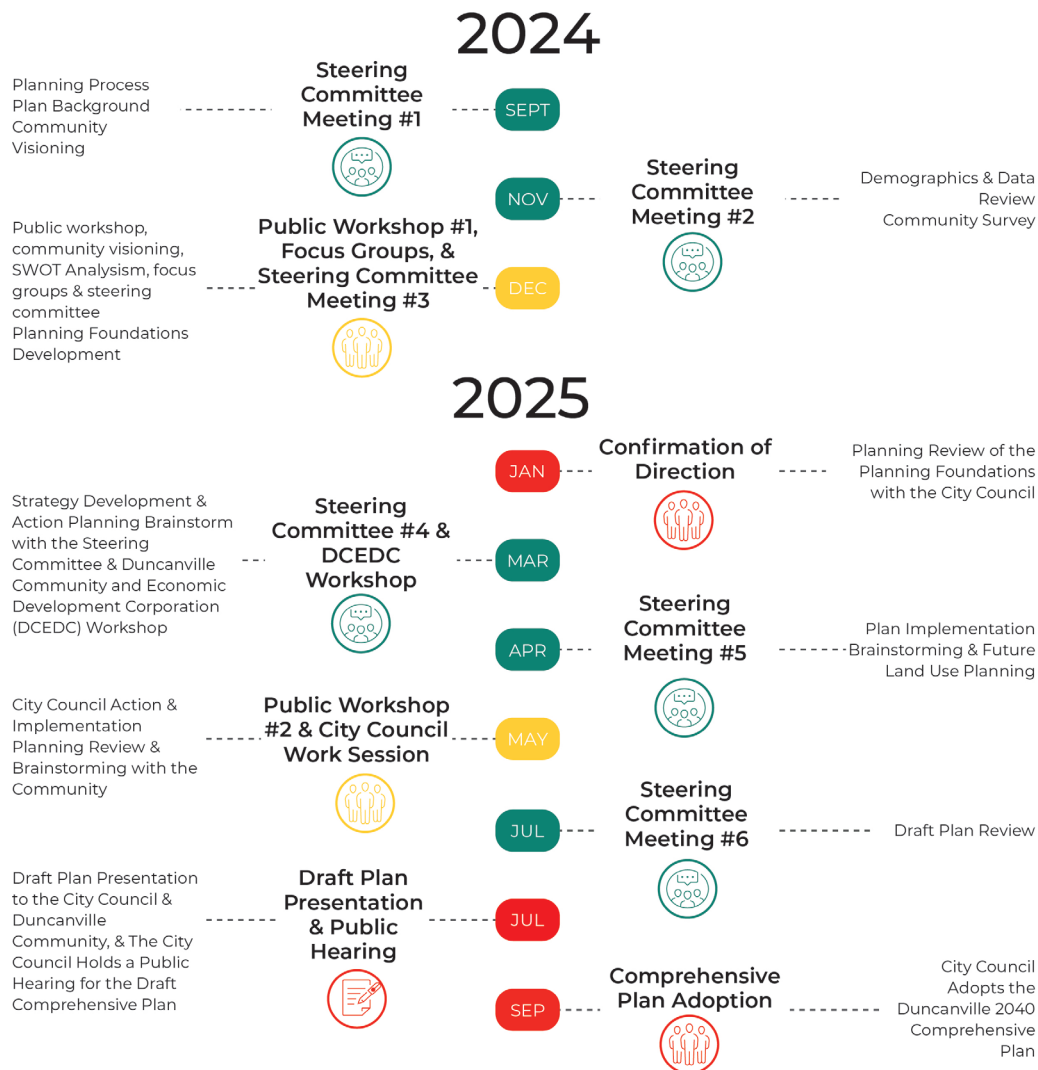 2024
Planning Process
Plan Background
Community
Visioning
Steering
Committee
Meeting #1
SEPT
NOV
Steering
Committee
Meeting #2
Demographics & Data
Review
Community Survey
Public workshop,
community visioning,
SWOT Analysism, focus
groups & steering
committee
Planning Foundations
Development
Public Workshop #1,
Focus Groups, &
Steering Committee
Meeting #3
DEC
2025
JAN
Confirmation of
Direction
Planning Review of the
Planning Foundations
with the City Council
Strategy Development &
Action Planning Brainstorm
with the Steering
Committee & Duncanville
Community and Economic
Development Corporation
(DCEDC) Workshop
Steering
Committee #4 &
DCEDC
Workshop
MAR
APR
Steering
Committee
Meeting #5
Plan Implementation
Brainstorming & Future
Land Use Planning
City Council Action &
Implementation
Planning Review &
Brainstorming with the
Community
Public Workshop
#2 & City Council
Work Session
MAY
JUL
Steering
Committee
Meeting #6
Draft Plan Review
Draft Plan Presentation
to the City Council &
Duncanville
Community, & The City
Council Holds a Public
Hearing for the Draft
Comprehensive Plan
Draft Plan
Presentation
& Public
Hearing
JUL
SEP
Comprehensive
Plan Adoption
City Council
Adopts the
Duncanville 2040
Comprehensive
Plan